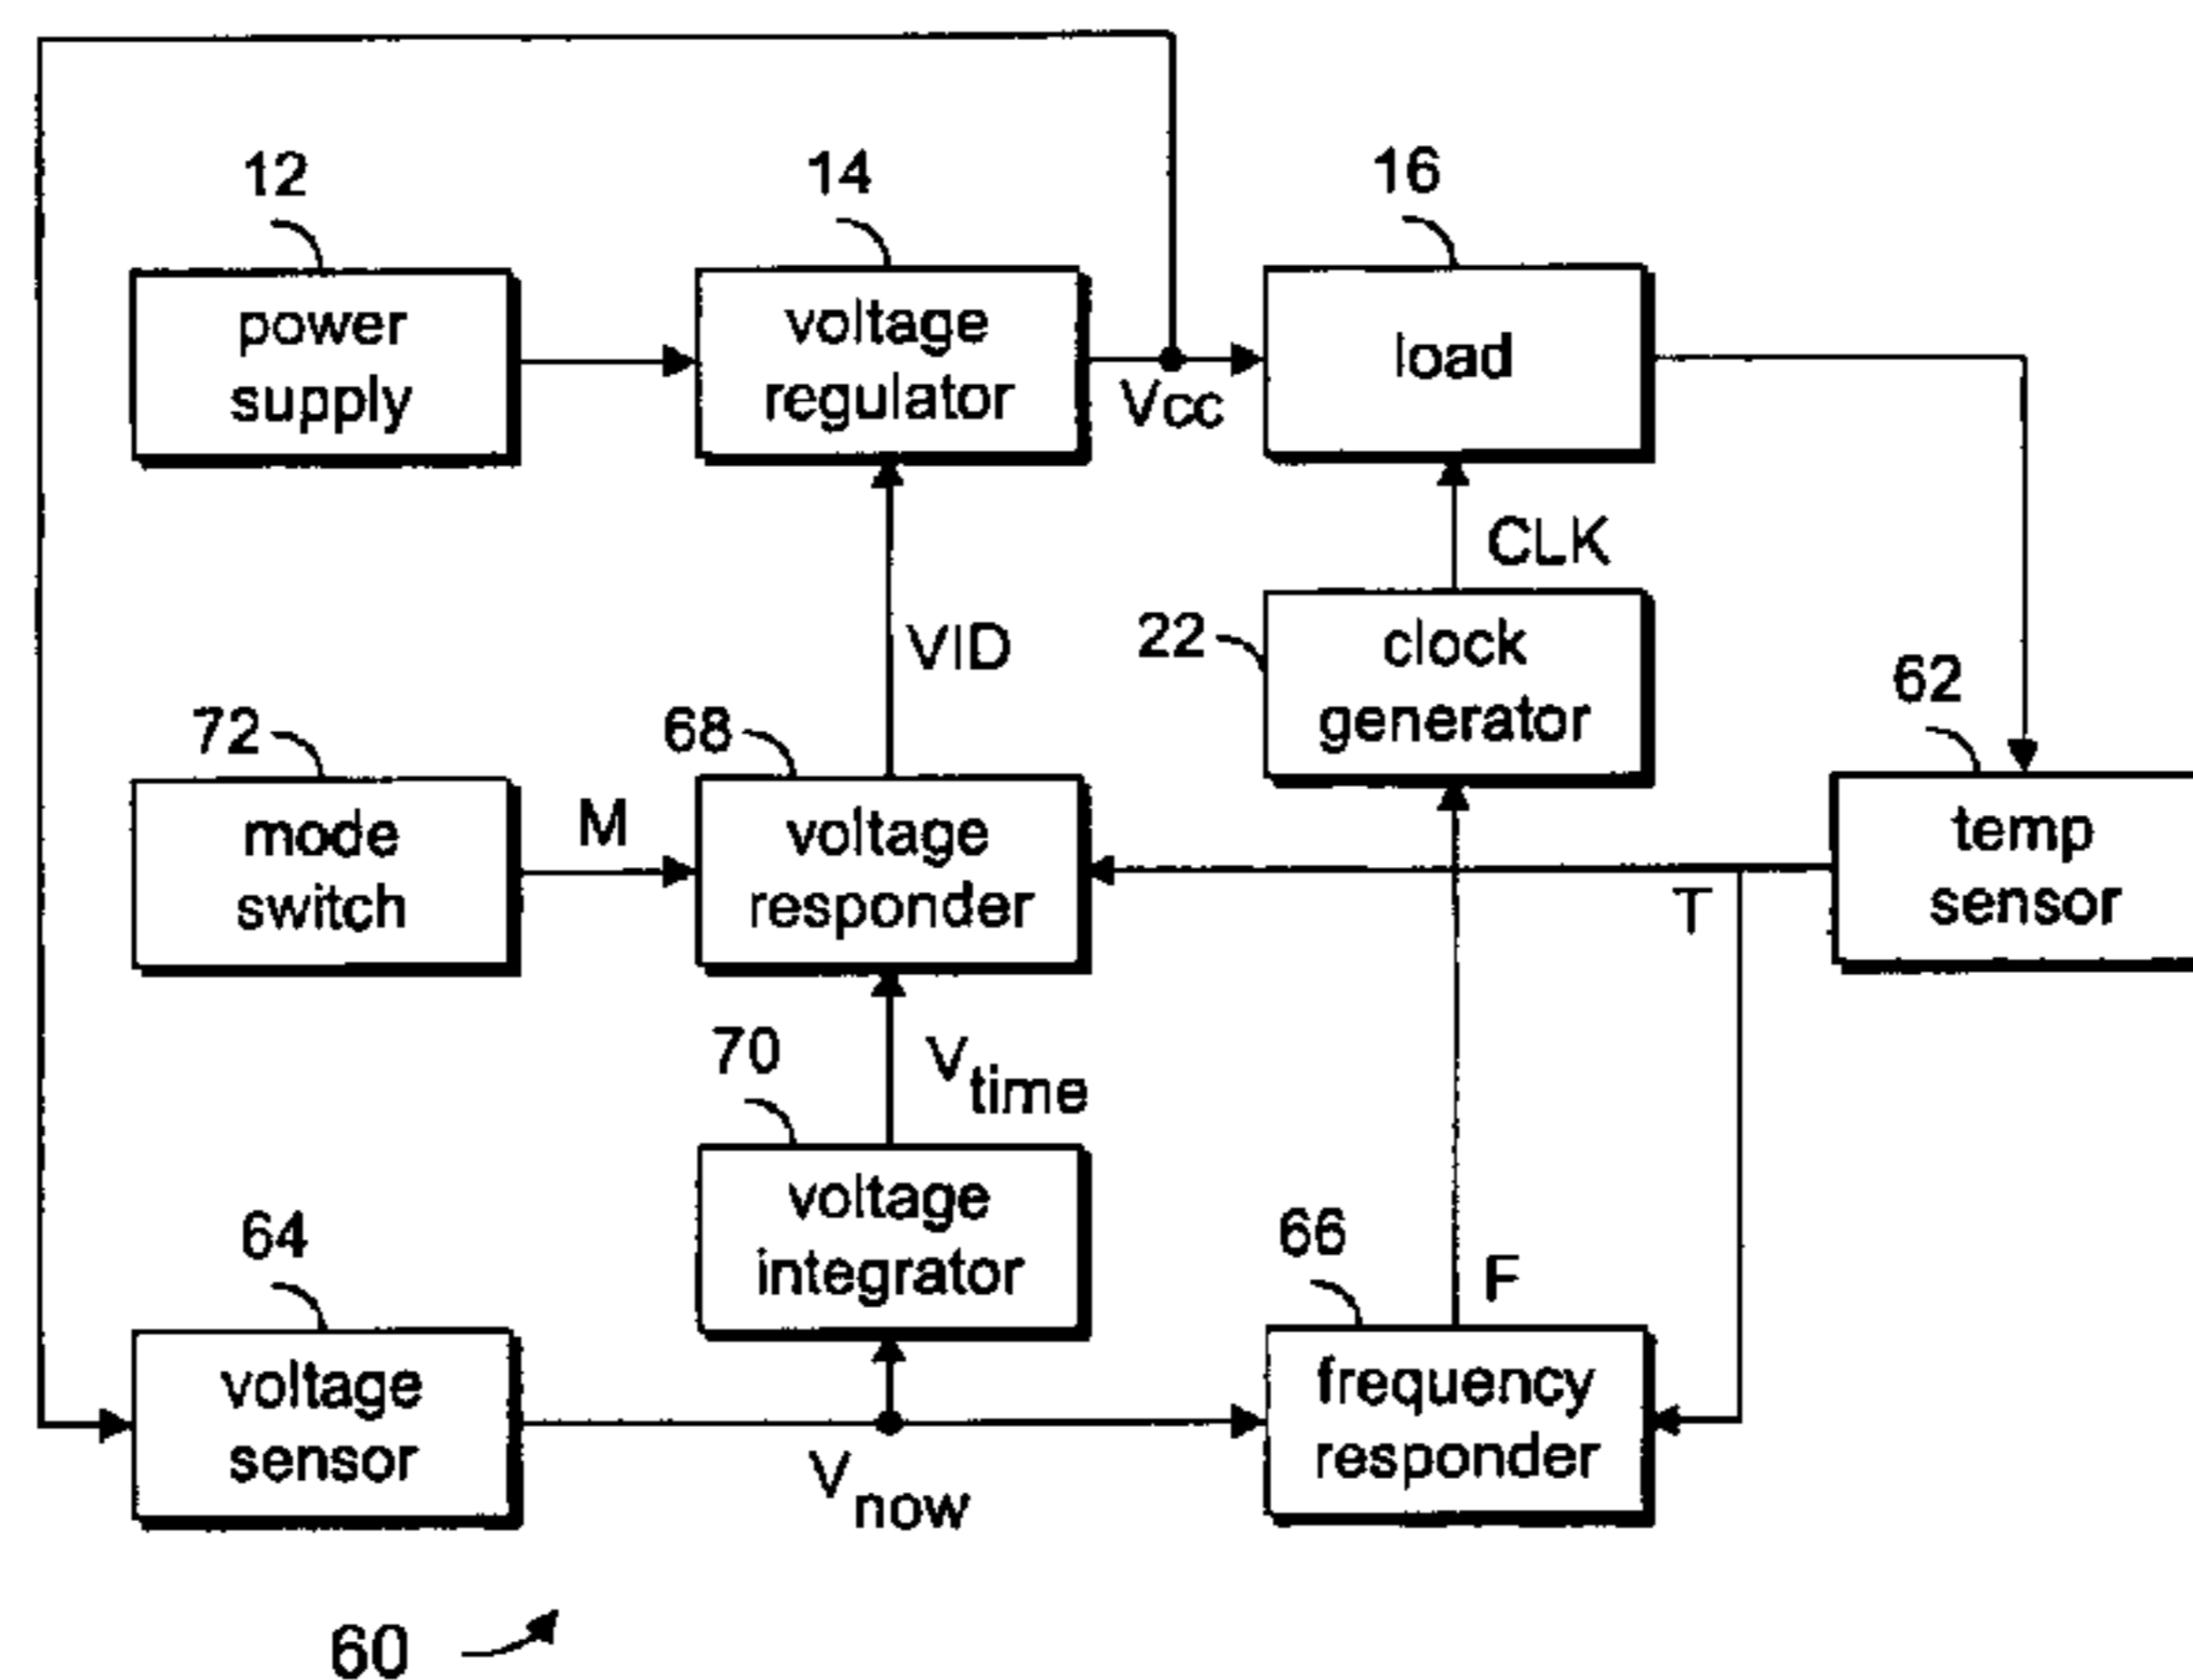 12
14
16
power
supply
voltage
regulator
Vcc
load
VID
CLK
22
clock
generator
62
72
68
mode
switch
M
voltage
responder
T
temp
sensor
70
Vtime
voltage
integrator
64
66
F
voltage
sensor
Vnow
frequency
responder
60